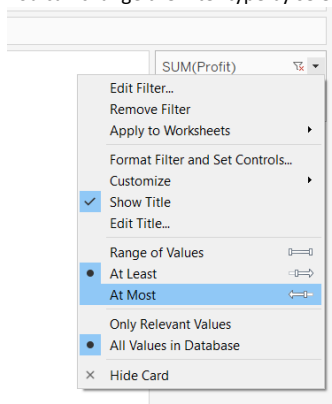 SUM(Profit)
Edit Filter...
Remove Filter
Apply to Worksheets
Format Filter and Set Controls...
Customize
Show Title
Edit Title...
Range of Values
At Least
At Most
Only Relevant Values
All Values in Database
Hide Card